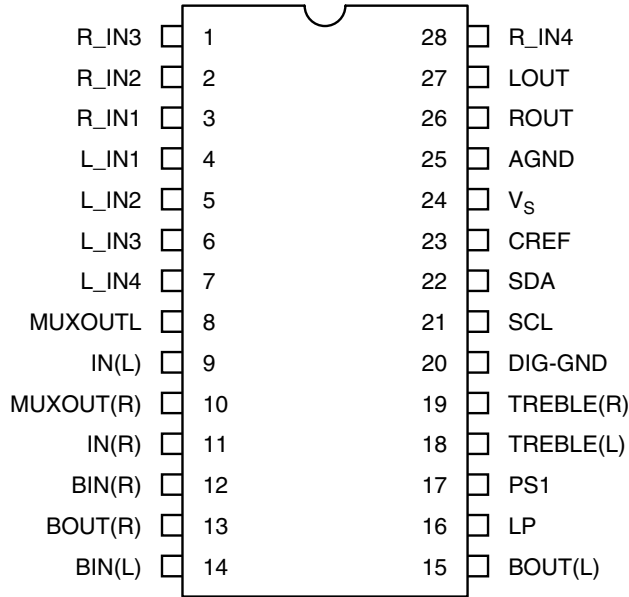 R_IN3 1 28 R_IN4
R_IN2 2 27 LOUT
R_IN1 3 26 ROUT
L_IN1 4 25 AGND
L_IN2 5 24 VS
L_IN3 6 23 CREF
L_IN4 7 22 SDA
MUXOUTL 8 21 SCL
IN(L) 9 20 DIG-GND
MUXOUT(R) 10 19 TREBLE(R)
IN(R) 11 18 TREBLE(L)
BIN(R) 12 17 PS1
BOUT(R) 13 16 LP
BIN(L) 14 15 BOUT(L)